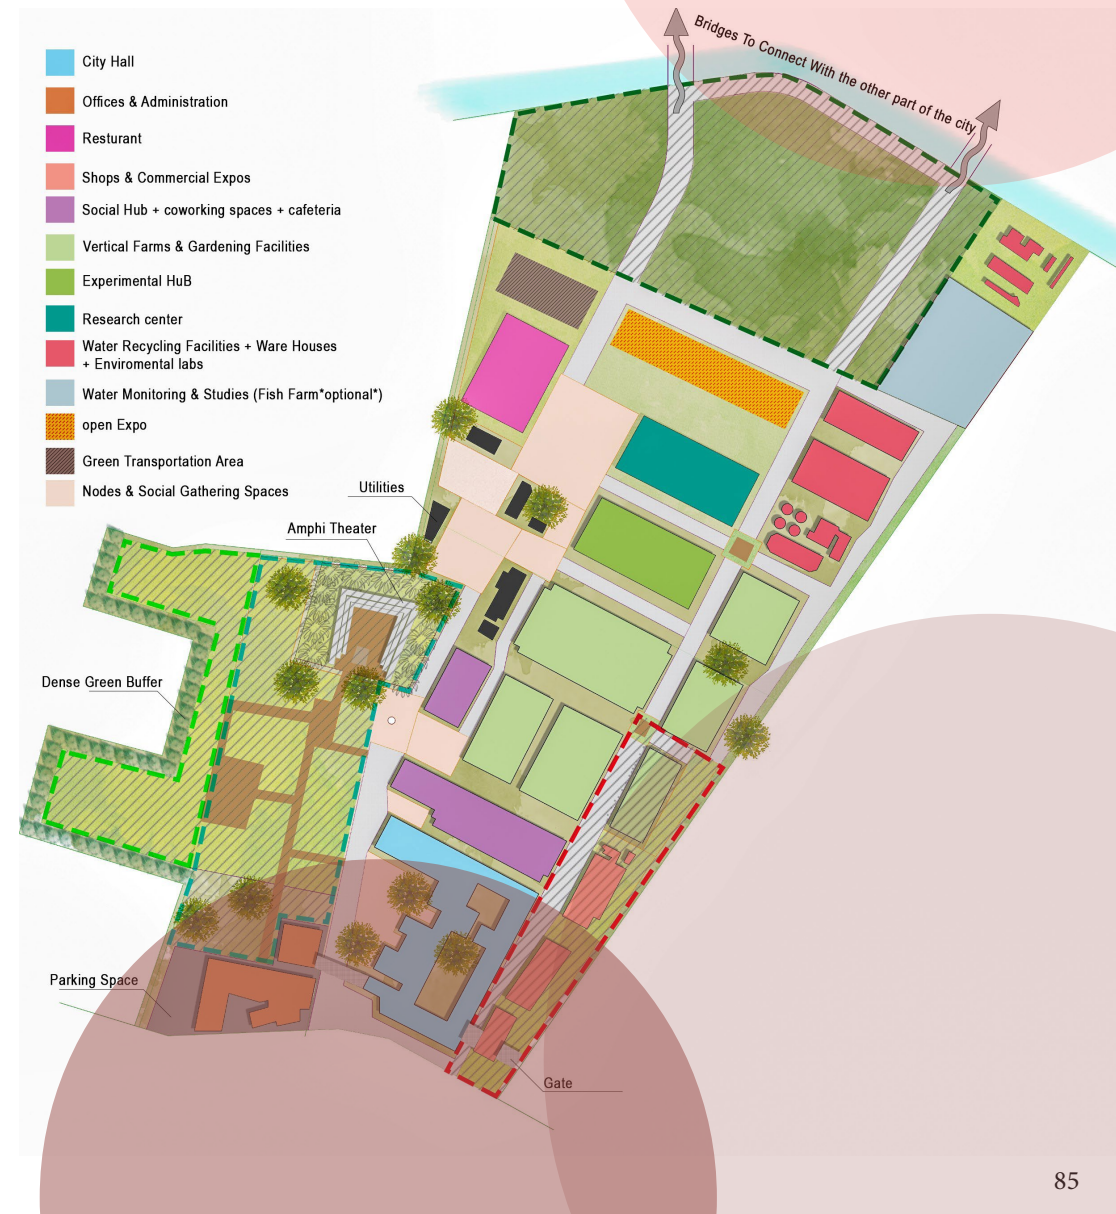 Bridges To Connect With the other part of the city
City Hall
Offices & Administration
Resturant
Shops & Commercial Expos
Social Hub + coworking spaces + cafeteria
Vertical Farms & Gardening Facilities
Experimental HuB
Research center
Water Recycling Facilities + Ware Houses
+ Enviromental labs
Water Monitoring & Studies (Fish Farm*optional*)
open Expo
Green Transportation Area
Nodes & Social Gathering Spaces
Utilities
Amphi Theater
Dense Green Buffer
Parking Space
Gate
85